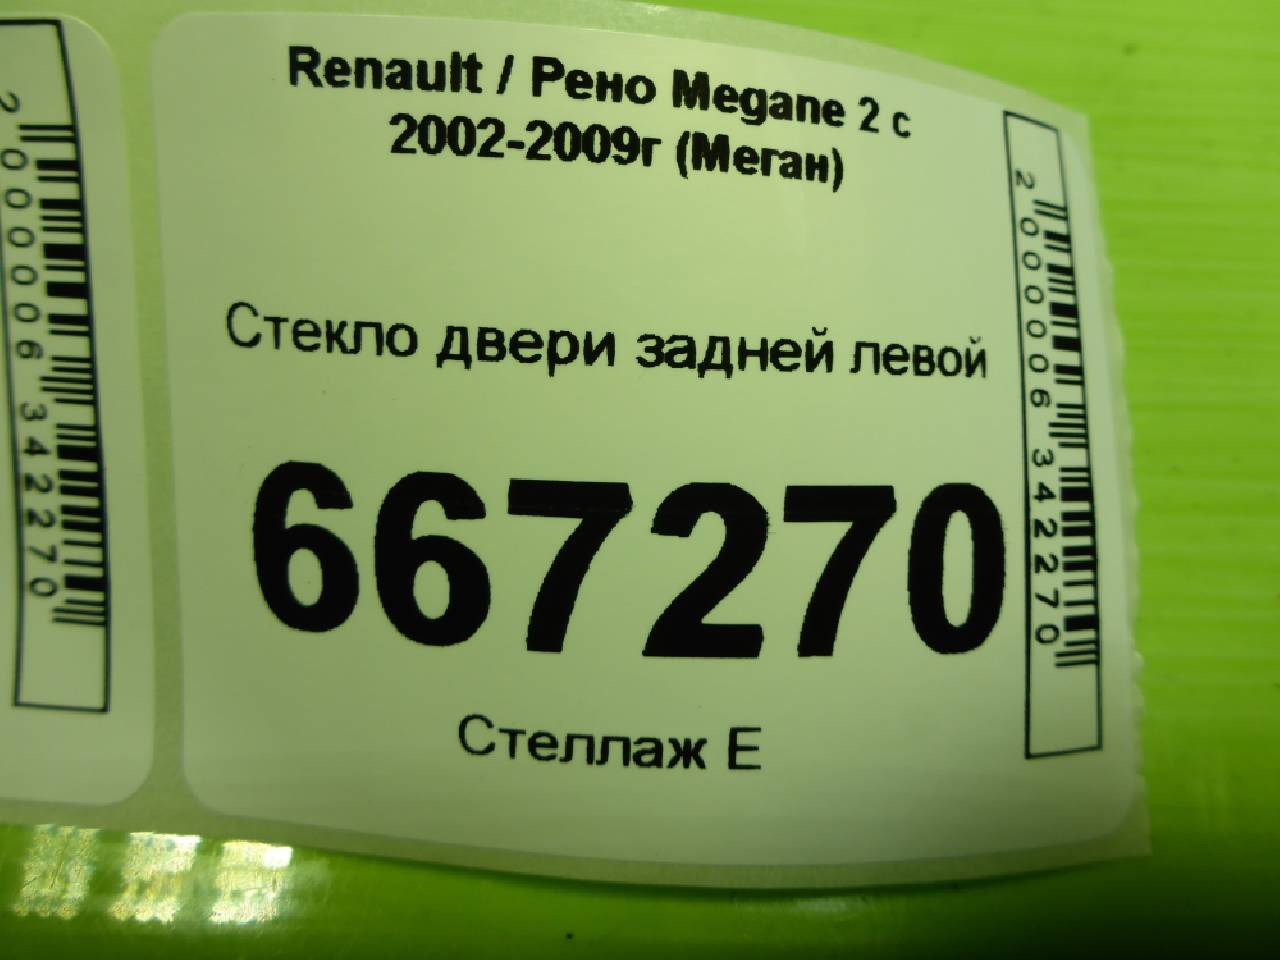 2000006342270
Renault / Рено Megane 2 с
2002-2009г (Меган)
Стекло двери задней левой
667270
Стеллаж Е
2000006342270